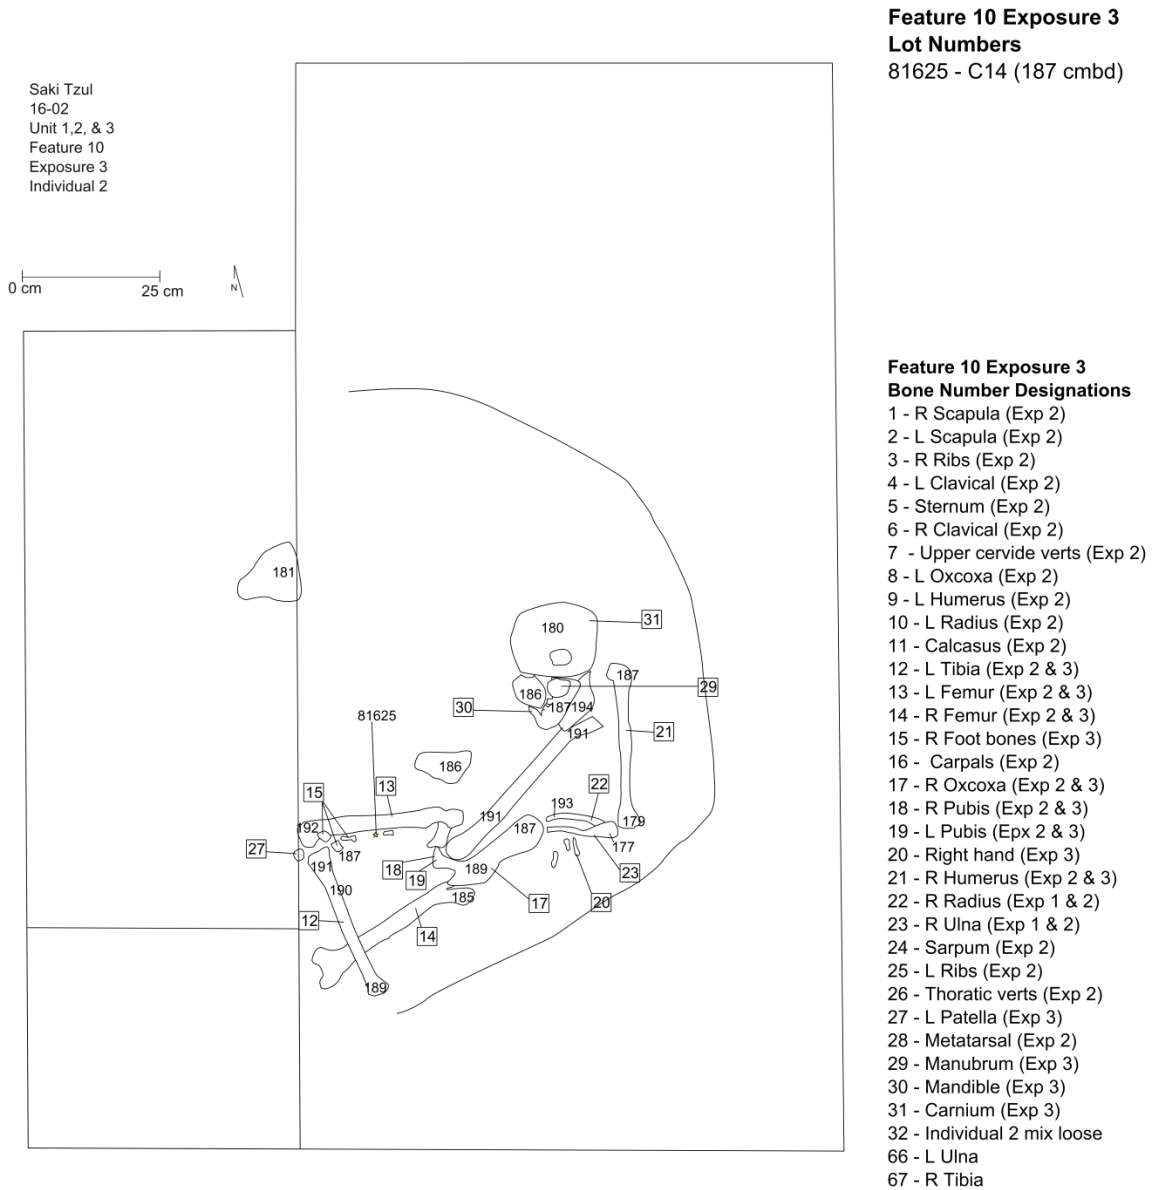 Feature 10 Exposure 3
Lot Numbers
81625 - C14 (187 cmbd)
Saki Tzul
16-02
Unit 1,2, & 3
Feature 10
Exposure 3
Individual 2
0 cm
25 cm
N
181
180
31
187
186
29
30
187
194
81625
191
21
186
13
22
15
193
191
187
179
192
177
27
187
191
18
189
23
19
190
17
20
185
12
14
189
Feature 10 Exposure 3
Bone Number Designations
1 - R Scapula (Exp 2)
2 - L Scapula (Exp 2)
3 - R Ribs (Exp 2)
4 - L Clavical (Exp 2)
5 - Sternum (Exp 2)
6 - R Clavical (Exp 2)
7 - Upper cervide verts (Exp 2)
8 - L Oxcoxa (Exp 2)
9 - L Humerus (Exp 2)
10 - L Radius (Exp 2)
11 - Calcasus (Exp 2)
12 - L Tibia (Exp 2 & 3)
13 - L Femur (Exp 2 & 3)
14 - R Femur (Exp 2 & 3)
15 - R Foot bones (Exp 3)
16 - Carpals (Exp 2)
17 - R Oxcoxa (Exp 2 & 3)
18 - R Pubis (Exp 2 & 3)
19 - L Pubis (Epx 2 & 3)
20 - Right hand (Exp 3)
21 - R Humerus (Exp 2 & 3)
22 - R Radius (Exp 1 & 2)
23 - R Ulna (Exp 1 & 2)
24 - Sarpum (Exp 2)
25 - L Ribs (Exp 2)
26 - Thoratic verts (Exp 2)
27 - L Patella (Exp 3)
28 - Metatarsal (Exp 2)
29 - Manubrum (Exp 3)
30 - Mandible (Exp 3)
31 - Carnium (Exp 3)
32 - Individual 2 mix loose
66 - L Ulna
67 - R Tibia